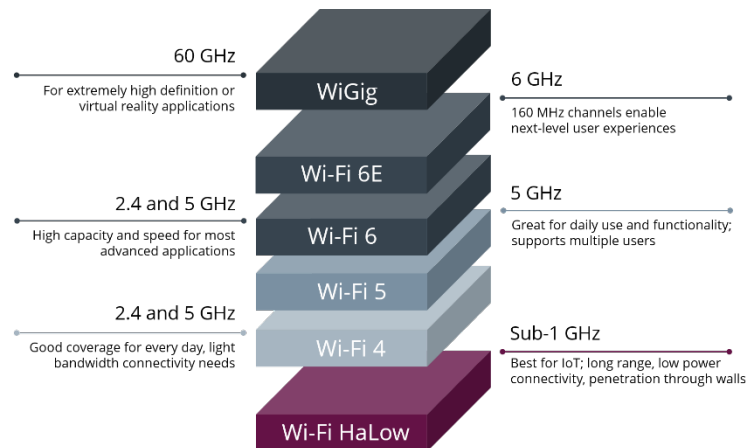 60 GHz
For extremely high definition or
virtual reality applications
WiGig
6 GHz
160 MHz channels enable
next-level user experiences
Wi-Fi 6E
2.4 and 5 GHz
High capacity and speed for most
advanced applications
Wi-Fi 6
5 GHz
Great for daily use and functionality;
supports multiple users
Wi-Fi 5
2.4 and 5 GHz
Good coverage for every day, light
bandwidth connectivity needs
Wi-Fi 4
Sub-1 GHz
Best for IoT; long range, low power
connectivity, penetration through walls
Wi-Fi HaLow